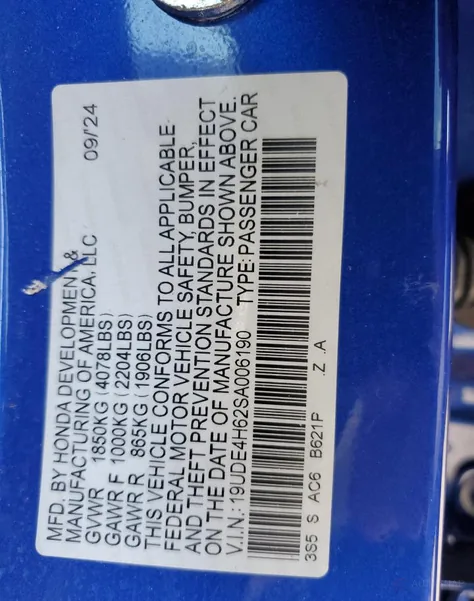 MFD. BY HONDA DEVELOPMENT &
MANUFACTURING OF AMERICA, LLC 09/'24
GVWR 1850KG (4078LBS)
GAWR F 1000KG (2204LBS)
GAWR R 865KG (1906LBS)
THIS VEHICLE CONFORMS TO ALL APPLICABLE
FEDERAL MOTOR VEHICLE SAFETY, BUMPER,
AND THEFT PREVENTION STANDARDS IN EFFECT
ON THE DATE OF MANUFACTURE SHOWN ABOVE.
V.I.N.: 19UDE4H62SA006190 TYPE:PASSENGER CAR
3S5 S AC6 B621P .Z .A